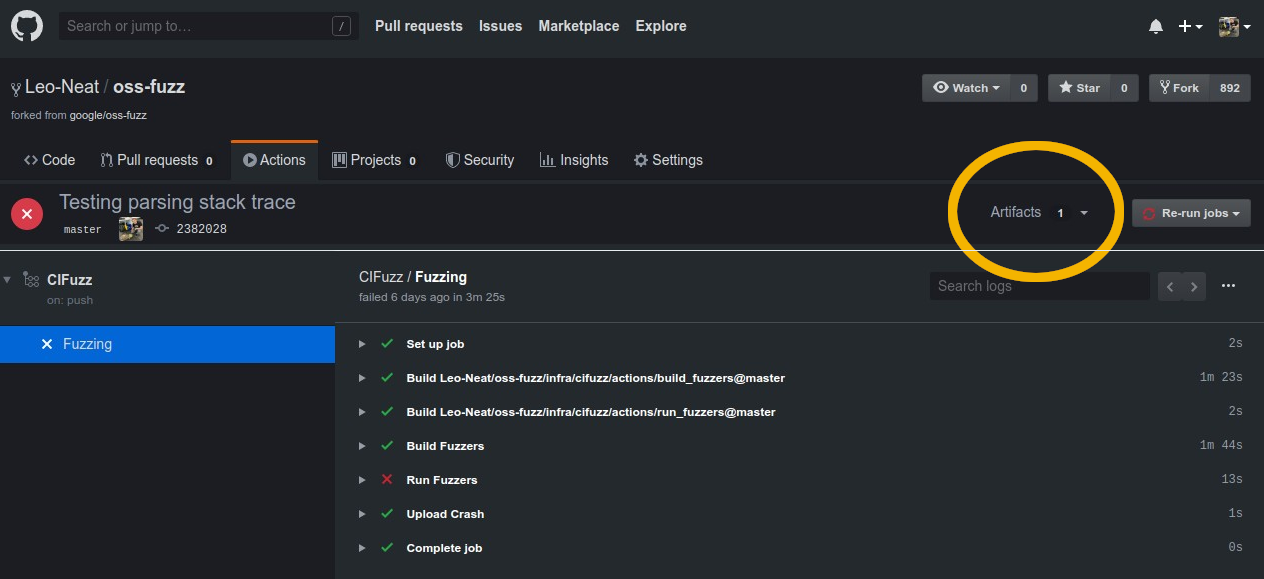 Search or jump to… /
Pull requests Issues Marketplace Explore
Leo-Neat / oss-fuzz
Watch 0 Star 0 Fork 892
forked from google/oss-fuzz
Code Pull requests 0 Actions Projects 0 Security Insights Settings
Testing parsing stack trace
master 2382028
Artifacts 1 Re-run jobs
CIFuzz
on: push
Fuzzing
CIFuzz / Fuzzing
failed 6 days ago in 3m 25s
Search logs
Set up job 2s
Build Leo-Neat/oss-fuzz/infra/cifuzz/actions/build_fuzzers@master 1m 23s
Build Leo-Neat/oss-fuzz/infra/cifuzz/actions/run_fuzzers@master 2s
Build Fuzzers 1m 44s
Run Fuzzers 13s
Upload Crash 1s
Complete job 0s